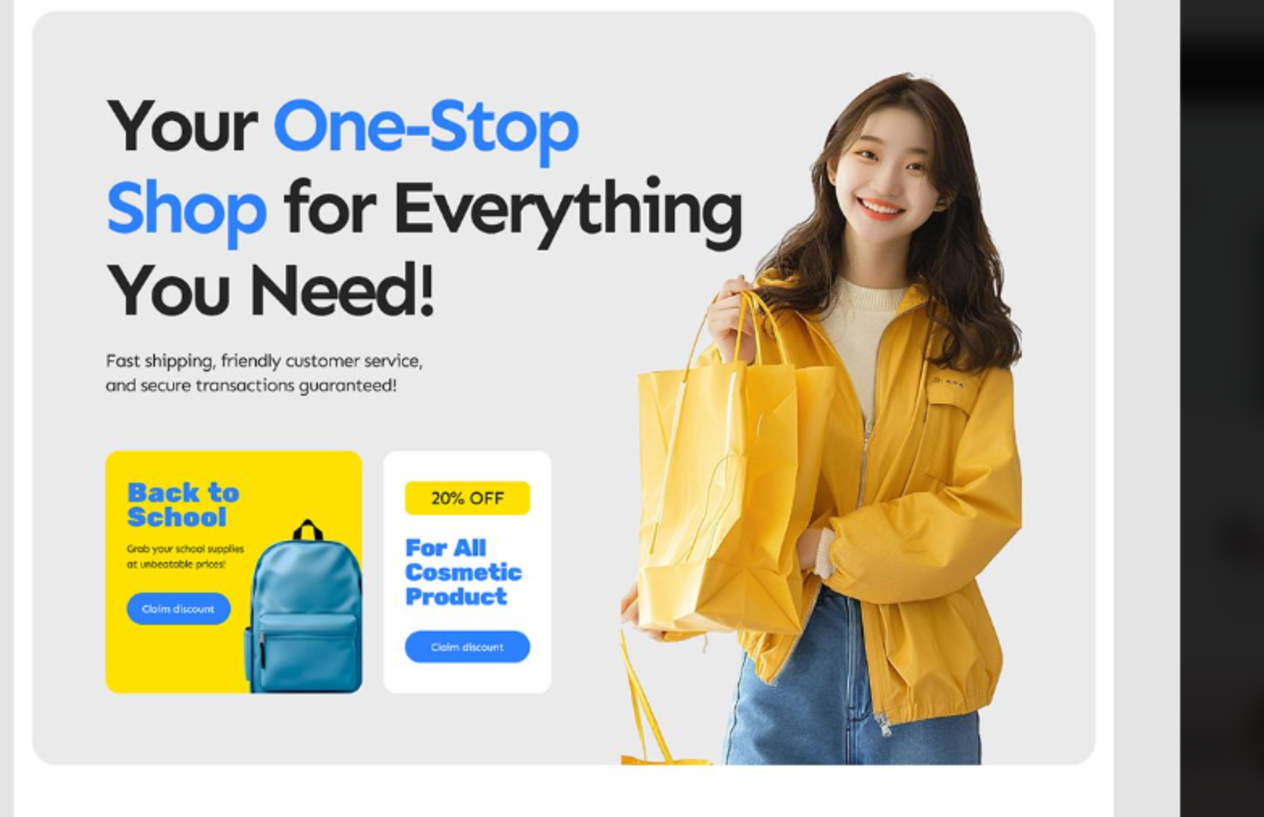 Your One-Stop
Shop for Everything
You Need!
Fast shipping, friendly customer service,
and secure transactions guaranteed!
Back to
School
Grab your school supplies
at unbeatable prices!
Claim discount
20% OFF
For All
Cosmetic
Product
Claim discount